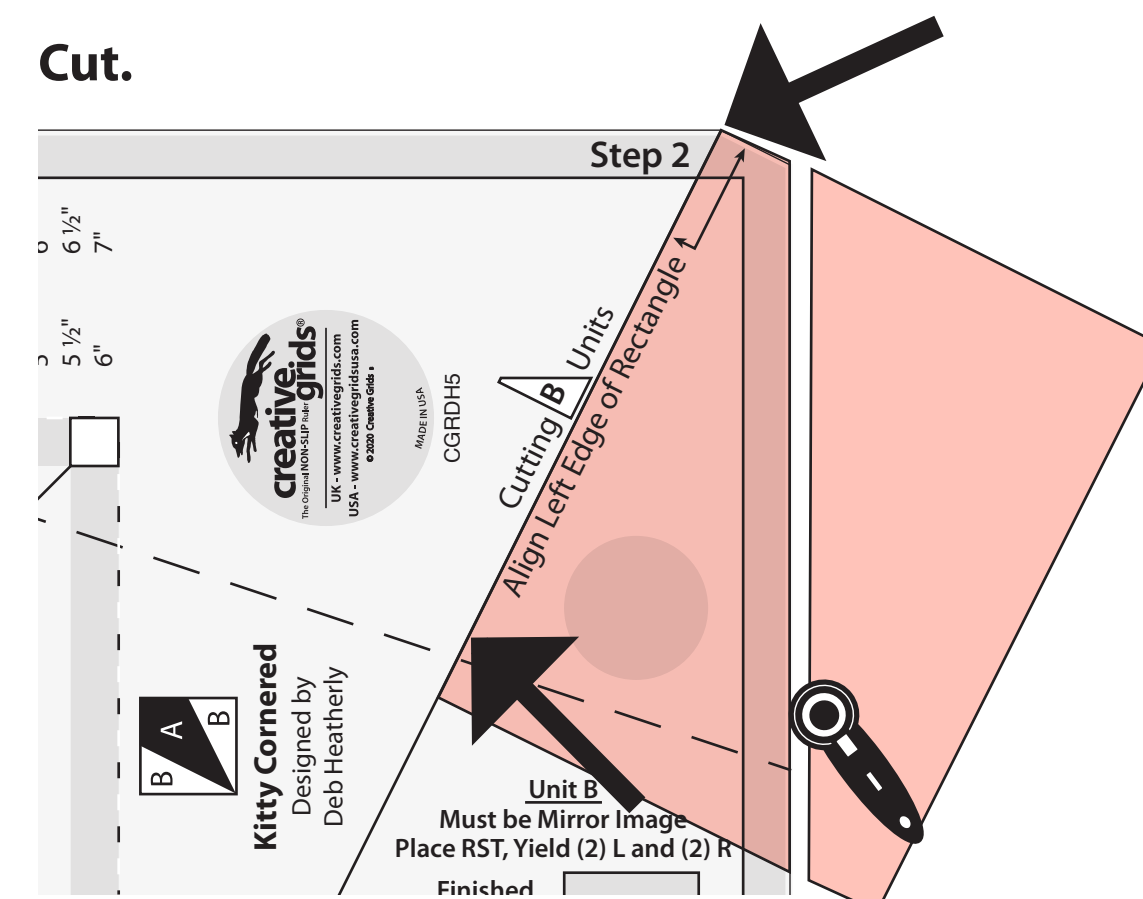 Cut.
Step 2
6 ½"
7"
5 ½"
6"
creative
grids®
The Original NON-SLIP Ruler
UK - www.creativegrids.com
USA - www.creativegridsusa.com
©2020 Creative Grids
MADE IN USA
CGRDH5
Cutting B Units
Align Left Edge of Rectangle
B
A
B
Kitty Cornered
Designed by
Deb Heatherly
Unit B
Must be Mirror Image
Place RST, Yield (2) L and (2) R
Finished